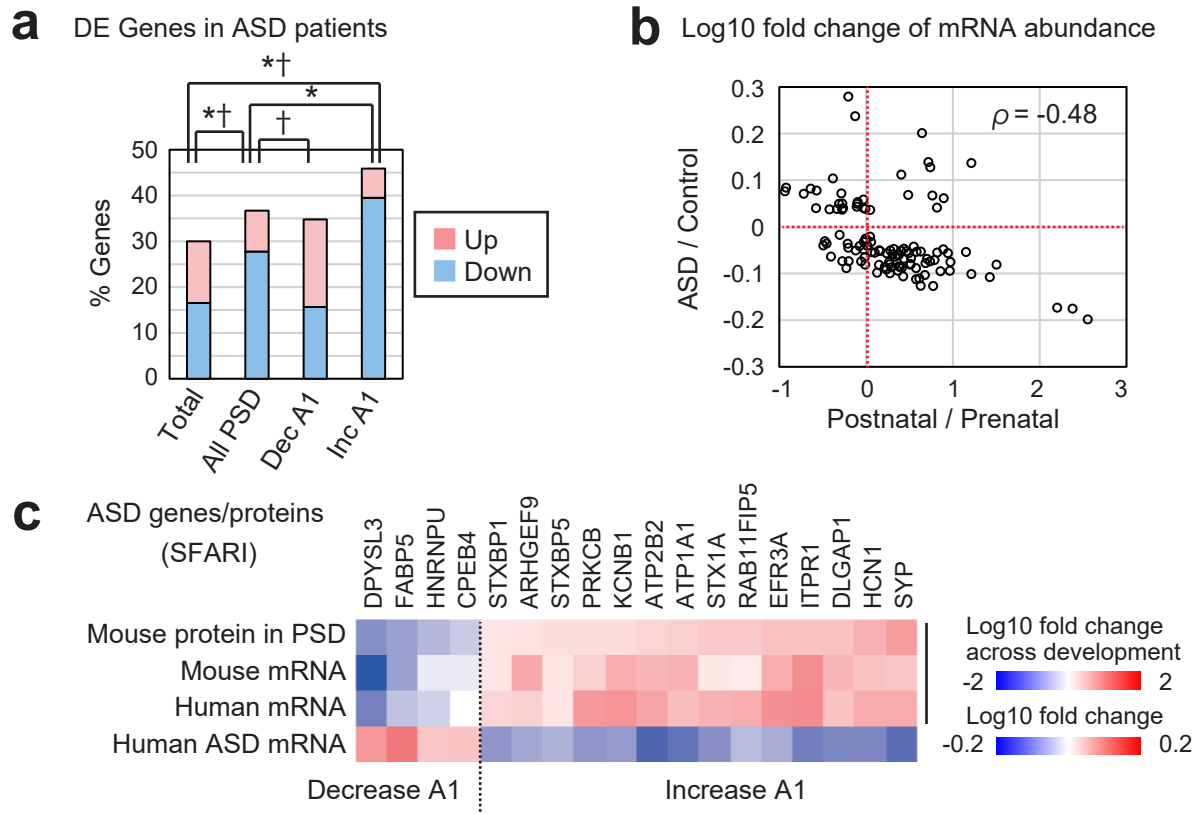 a
DE Genes in ASD patients
*†
*
*†
†
50
40
30
20
10
0
% Genes
Total
All PSD
Dec A1
Inc A1
Up
Down
b
Log10 fold change of mRNA abundance
ρ = -0.48
0.3
0.2
0.1
0
-0.1
-0.2
-0.3
ASD / Control
-1 0 1 2 3
Postnatal / Prenatal
c
ASD genes/proteins
(SFARI)
DPYSL3
FABP5
HNRNPU
CPEB4
STXBP1
ARHGEF9
STXBP5
PRKCB
KCNB1
ATP2B2
ATP1A1
STX1A
RAB11FIP5
EFR3A
ITPR1
DLGAP1
HCN1
SYP
Mouse protein in PSD
Mouse mRNA
Human mRNA
Human ASD mRNA
Decrease A1
Increase A1
Log10 fold change
across development
-2 2
Log10 fold change
-0.2 0.2